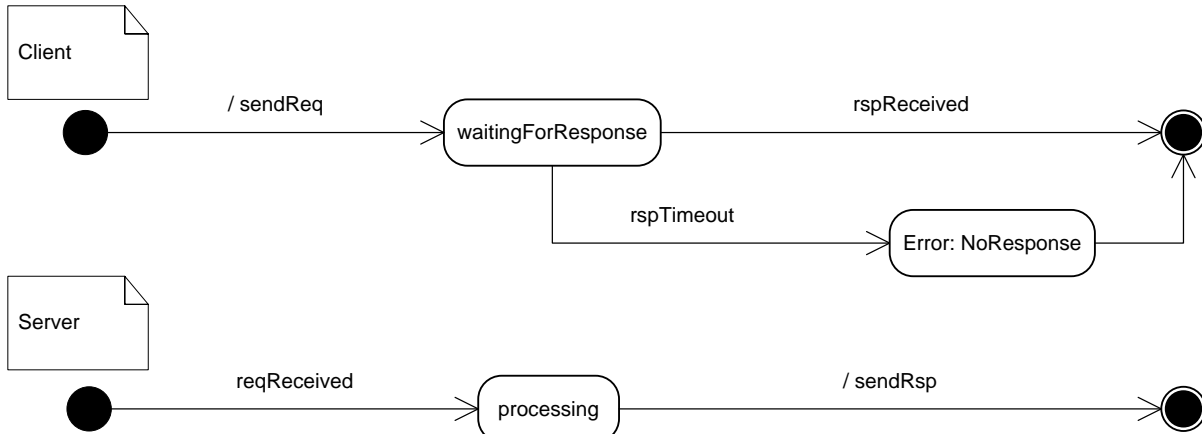 Client
/ sendReq
rspReceived
waitingForResponse
rspTimeout
Error: NoResponse
Server
reqReceived
/ sendRsp
processing